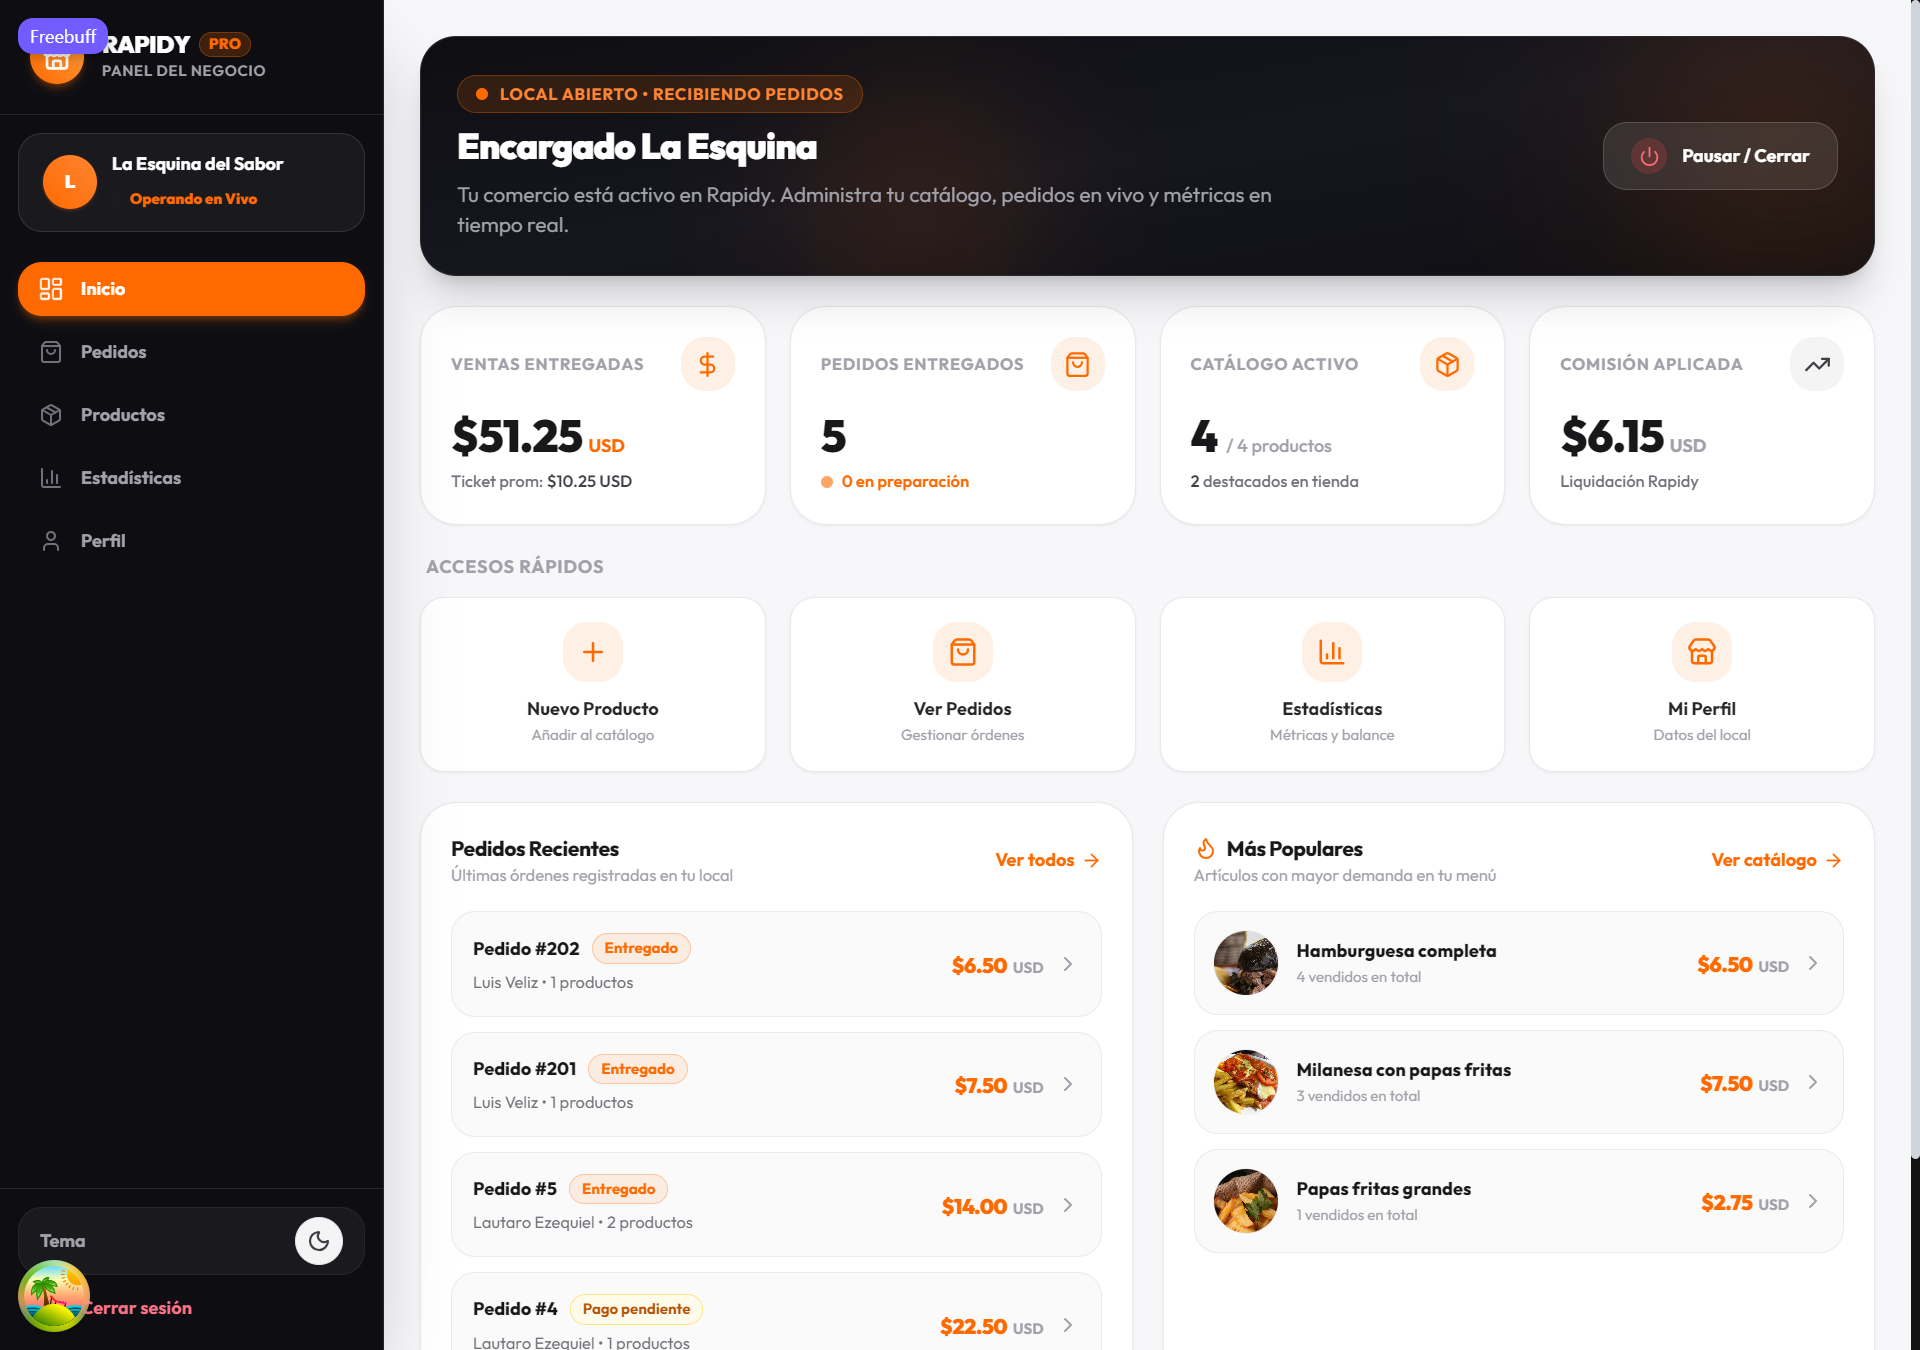 Freebuff
RAPIDY PRO
PANEL DEL NEGOCIO
L
La Esquina del Sabor
Operando en Vivo
Inicio
Pedidos
Productos
Estadísticas
Perfil
Tema
Cerrar sesión
LOCAL ABIERTO • RECIBIENDO PEDIDOS
Encargado La Esquina
Tu comercio está activo en Rapidy. Administra tu catálogo, pedidos en vivo y métricas en
tiempo real.
Pausar / Cerrar
VENTAS ENTREGADAS
$51.25 USD
Ticket prom: $10.25 USD
PEDIDOS ENTREGADOS
5
0 en preparación
CATÁLOGO ACTIVO
4 / 4 productos
2 destacados en tienda
COMISIÓN APLICADA
$6.15 USD
Liquidación Rapidy
ACCESOS RÁPIDOS
Nuevo Producto
Añadir al catálogo
Ver Pedidos
Gestionar órdenes
Estadísticas
Métricas y balance
Mi Perfil
Datos del local
Pedidos Recientes
Últimas órdenes registradas en tu local
Ver todos
Pedido #202 Entregado
Luis Veliz • 1 productos
$6.50 USD
Pedido #201 Entregado
Luis Veliz • 1 productos
$7.50 USD
Pedido #5 Entregado
Lautaro Ezequiel • 2 productos
$14.00 USD
Pedido #4 Pago pendiente
Lautaro Ezequiel • 1 productos
$22.50 USD
Más Populares
Artículos con mayor demanda en tu menú
Ver catálogo
Hamburguesa completa
4 vendidos en total
$6.50 USD
Milanesa con papas fritas
3 vendidos en total
$7.50 USD
Papas fritas grandes
1 vendidos en total
$2.75 USD